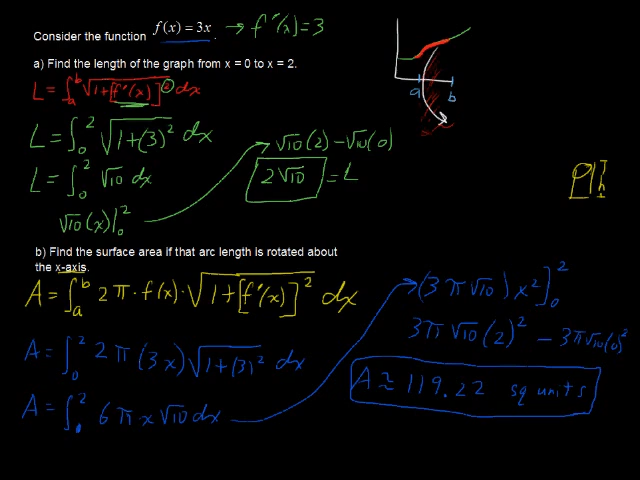 Consider the function f(x) = 3x . → f'(x) = 3
a) Find the length of the graph from x = 0 to x = 2.
L = ∫_a^b √(1+[f'(x)]²) dx
L = ∫_0^2 √(1+(3)²) dx
L = ∫_0^2 √10 dx
√10 (x)|_0^2
√10 (2) - √10 (0)
2√10 = L
a b
b) Find the surface area if that arc length is rotated about
the x-axis.
A = ∫_a^b 2π · f(x) · √(1+[f'(x)]²) dx
A = ∫_0^2 2π (3x) √(1+(3)²) dx
A = ∫_0^2 6π x √10 dx
(3π√10) x²]_0^2
3π√10 (2)² - 3π√10 (0)²
A ≈ 119.22 sq units